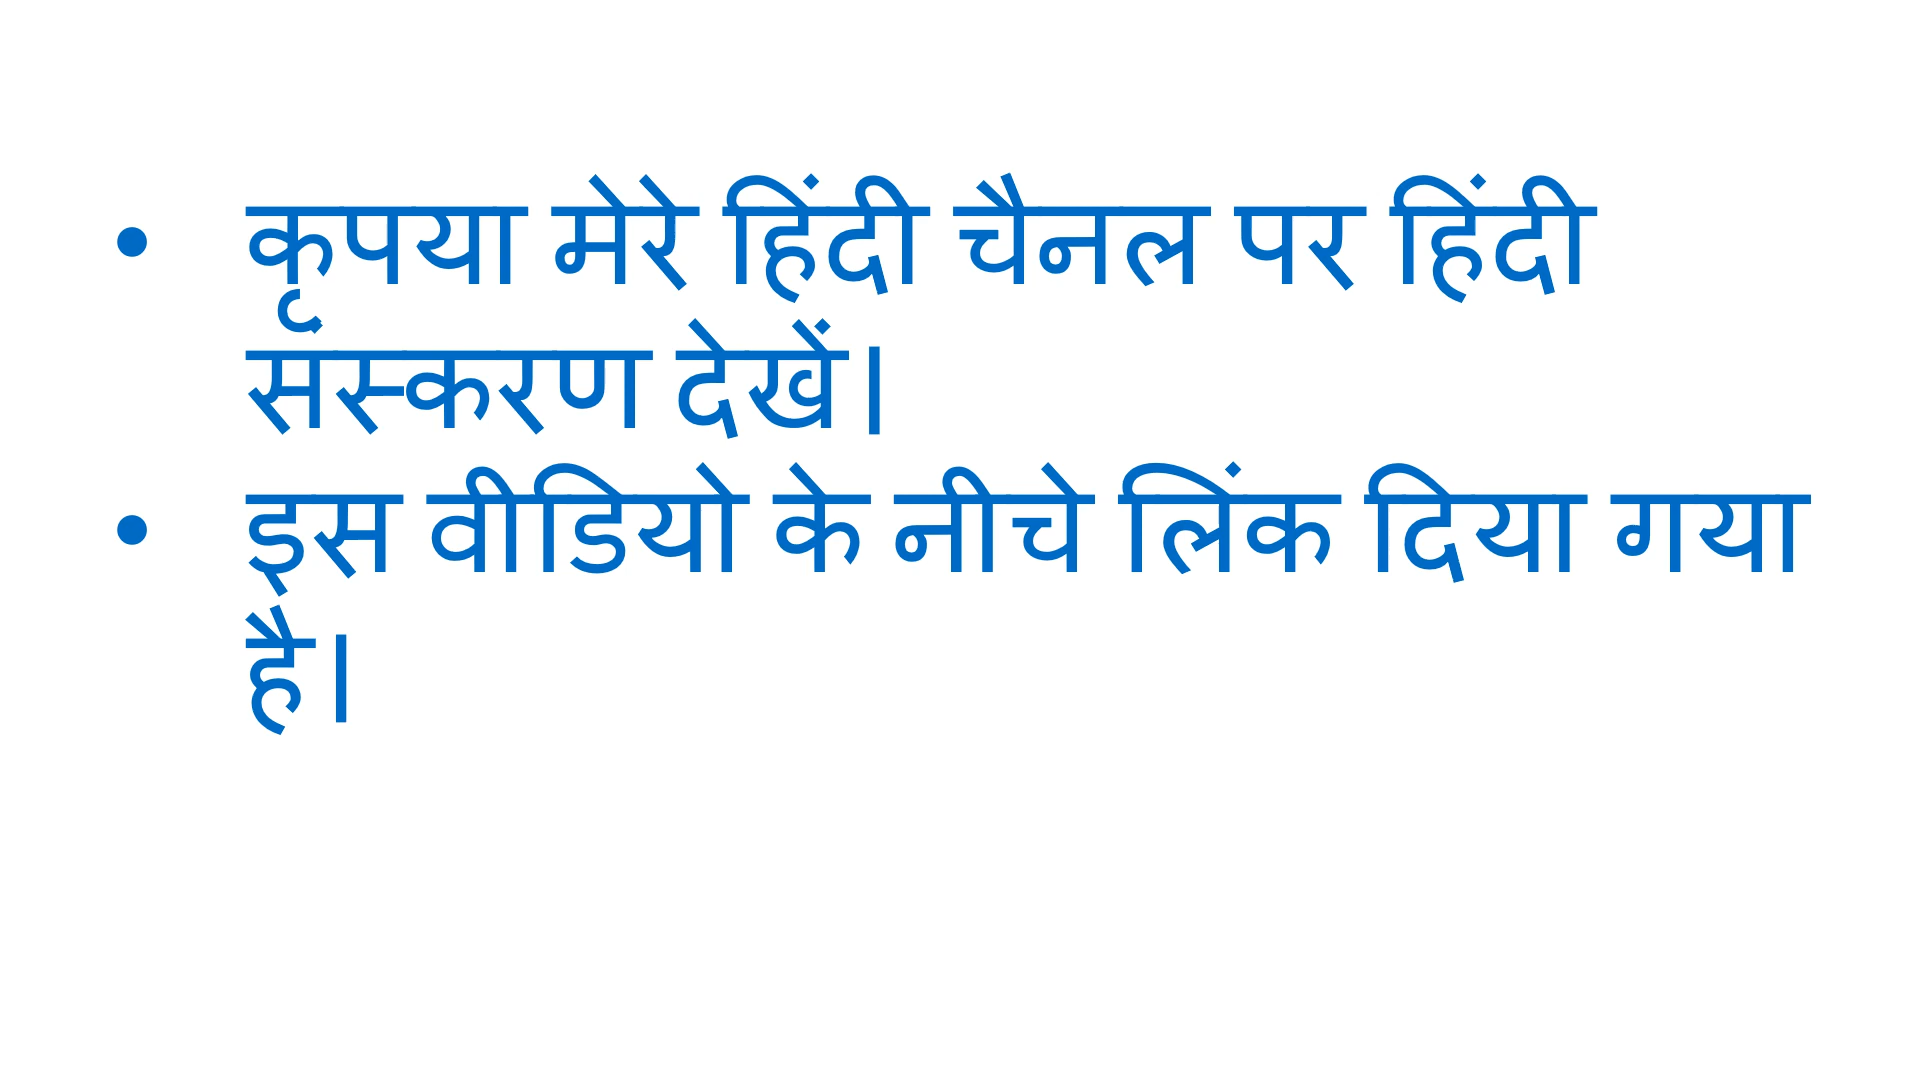 • कृपया मेरे हिंदी चैनल पर हिंदी
संस्करण देखें।
• इस वीडियो के नीचे लिंक दिया गया
है।